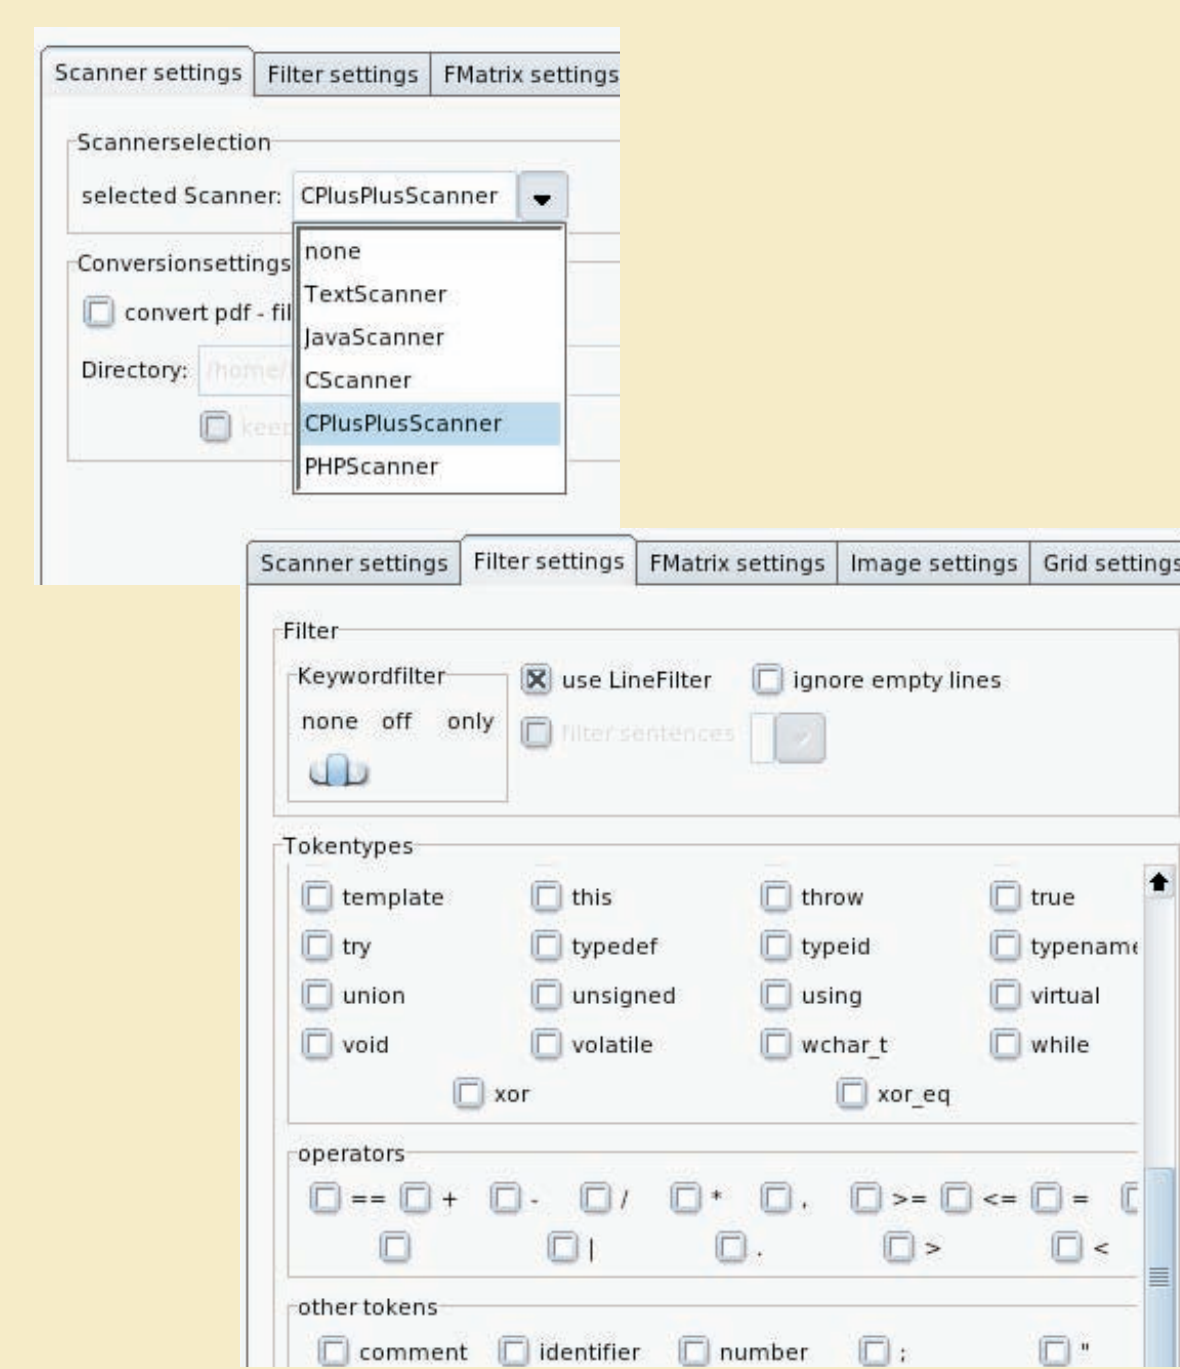 Scanner settings Filter settings FMatrix settings
Scannerselection
selected Scanner: CPlusPlusScanner
none
Conversionsettings
TextScanner
convert pdf - fil
JavaScanner
Directory: /home/
CScanner
keep
CPlusPlusScanner
PHPScanner
Scanner settings Filter settings FMatrix settings Image settings Grid settings
Filter
Keywordfilter
use LineFilter ignore empty lines
none off only
filter sentences
Tokentypes
template this throw true
try typedef typeid typename
union unsigned using virtual
void volatile wchar_t while
xor xor_eq
operators
== + - / * , >= <= =
| . > <
other tokens
comment identifier number ; "